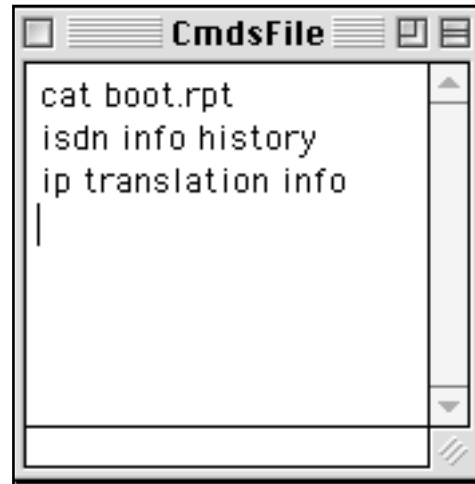 CmdsFile
cat boot.rpt
isdn info history
ip translation info